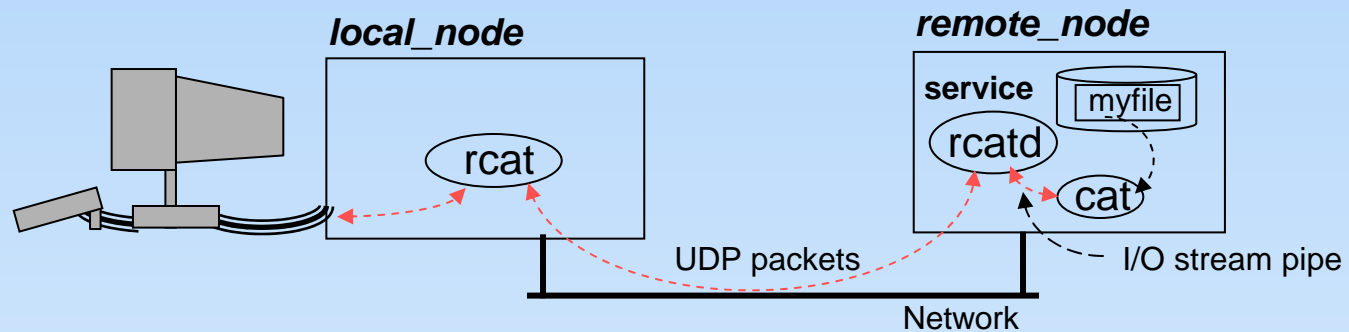 local_node
remote_node
service
myfile
rcat
rcatd
cat
UDP packets
I/O stream pipe
Network